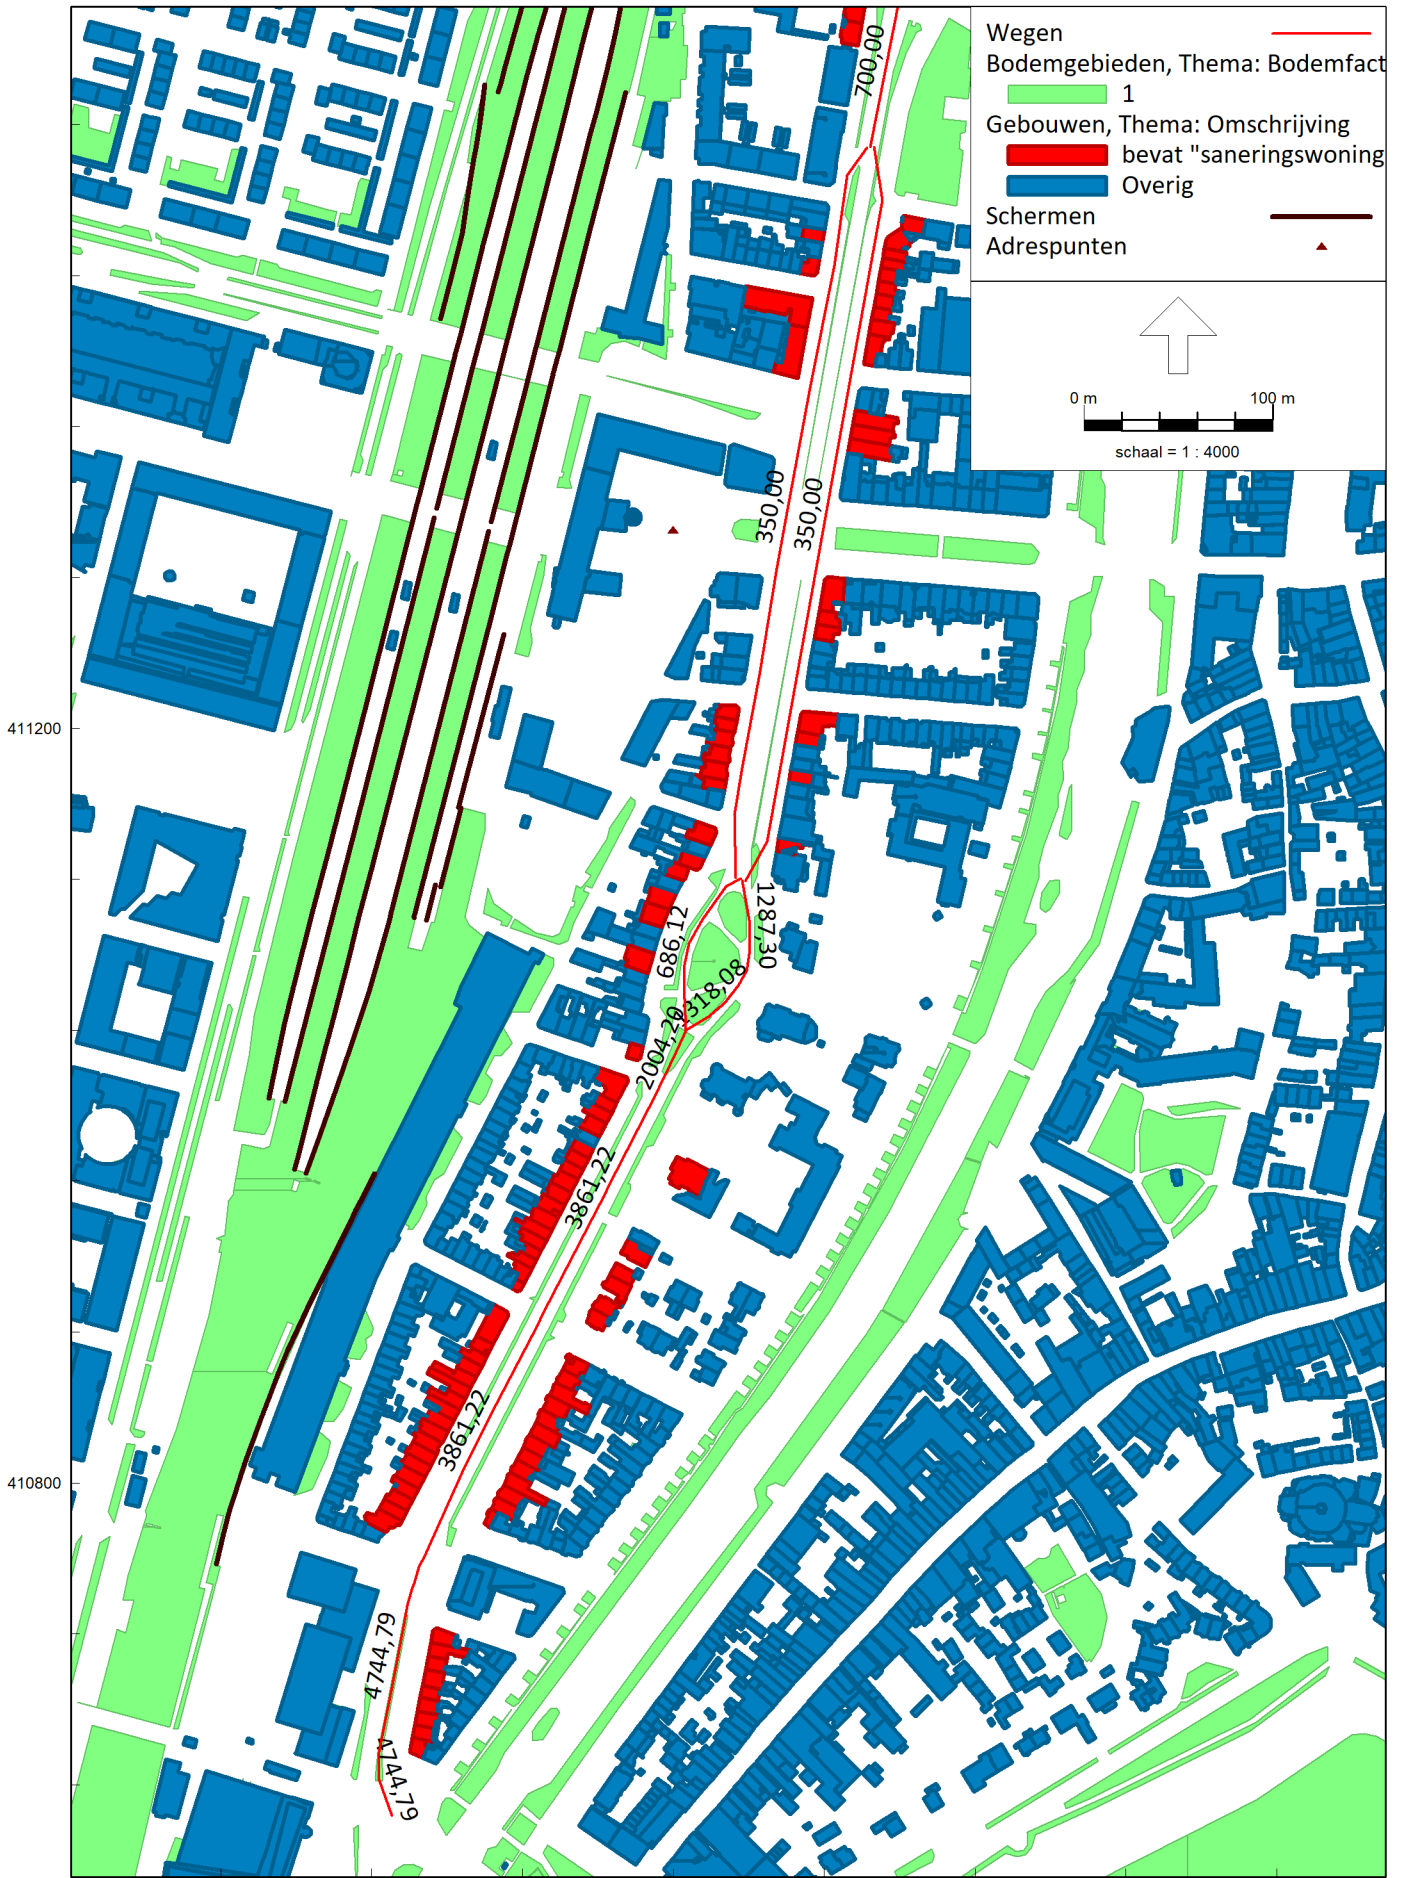 Wegen
Bodemgebieden, Thema: Bodemfact
1
Gebouwen, Thema: Omschrijving
bevat "saneringswoning
Overig
Schermen
Adrespunten
0 m 100 m
schaal = 1 : 4000
700,00
350,00
350,00
411200
1287,30
686,12
1318,08
2004,20
3861,22
3861,22
410800
4744,79
4744,79